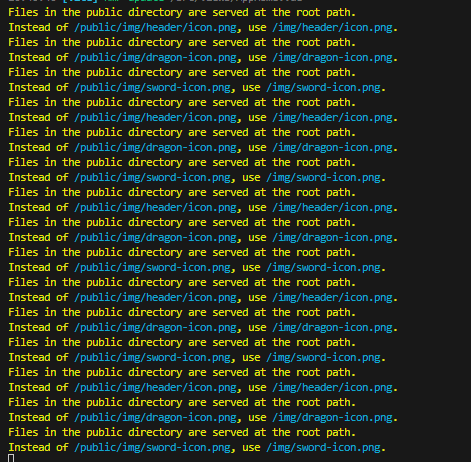 Files in the public directory are served at the root path.
Instead of /public/img/header/icon.png, use /img/header/icon.png.
Files in the public directory are served at the root path.
Instead of /public/img/dragon-icon.png, use /img/dragon-icon.png.
Files in the public directory are served at the root path.
Instead of /public/img/sword-icon.png, use /img/sword-icon.png.
Files in the public directory are served at the root path.
Instead of /public/img/header/icon.png, use /img/header/icon.png.
Files in the public directory are served at the root path.
Instead of /public/img/dragon-icon.png, use /img/dragon-icon.png.
Files in the public directory are served at the root path.
Instead of /public/img/sword-icon.png, use /img/sword-icon.png.
Files in the public directory are served at the root path.
Instead of /public/img/header/icon.png, use /img/header/icon.png.
Files in the public directory are served at the root path.
Instead of /public/img/dragon-icon.png, use /img/dragon-icon.png.
Files in the public directory are served at the root path.
Instead of /public/img/sword-icon.png, use /img/sword-icon.png.
Files in the public directory are served at the root path.
Instead of /public/img/header/icon.png, use /img/header/icon.png.
Files in the public directory are served at the root path.
Instead of /public/img/dragon-icon.png, use /img/dragon-icon.png.
Files in the public directory are served at the root path.
Instead of /public/img/sword-icon.png, use /img/sword-icon.png.
Files in the public directory are served at the root path.
Instead of /public/img/header/icon.png, use /img/header/icon.png.
Files in the public directory are served at the root path.
Instead of /public/img/dragon-icon.png, use /img/dragon-icon.png.
Files in the public directory are served at the root path.
Instead of /public/img/sword-icon.png, use /img/sword-icon.png.